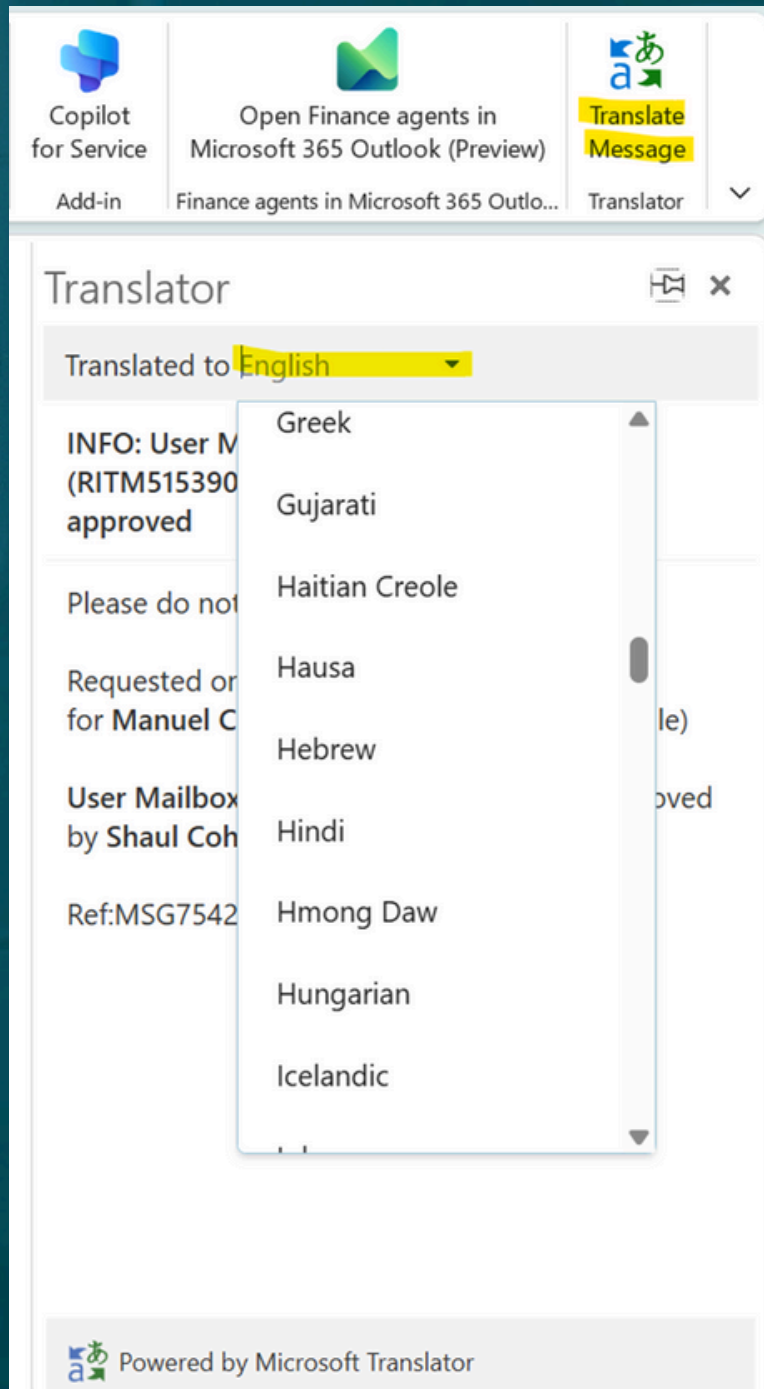 Copilot
for Service
Add-in
Open Finance agents in
Microsoft 365 Outlook (Preview)
Finance agents in Microsoft 365 Outlo...
Translate
Message
Translator
Translator
Translated to English
Greek
Gujarati
Haitian Creole
Hausa
Hebrew
Hindi
Hmong Daw
Hungarian
Icelandic
INFO: User M
(RITM515390
approved
Please do not
Requested on
for Manuel C le)
User Mailbox oved
by Shaul Coh
Ref:MSG7542
Powered by Microsoft Translator